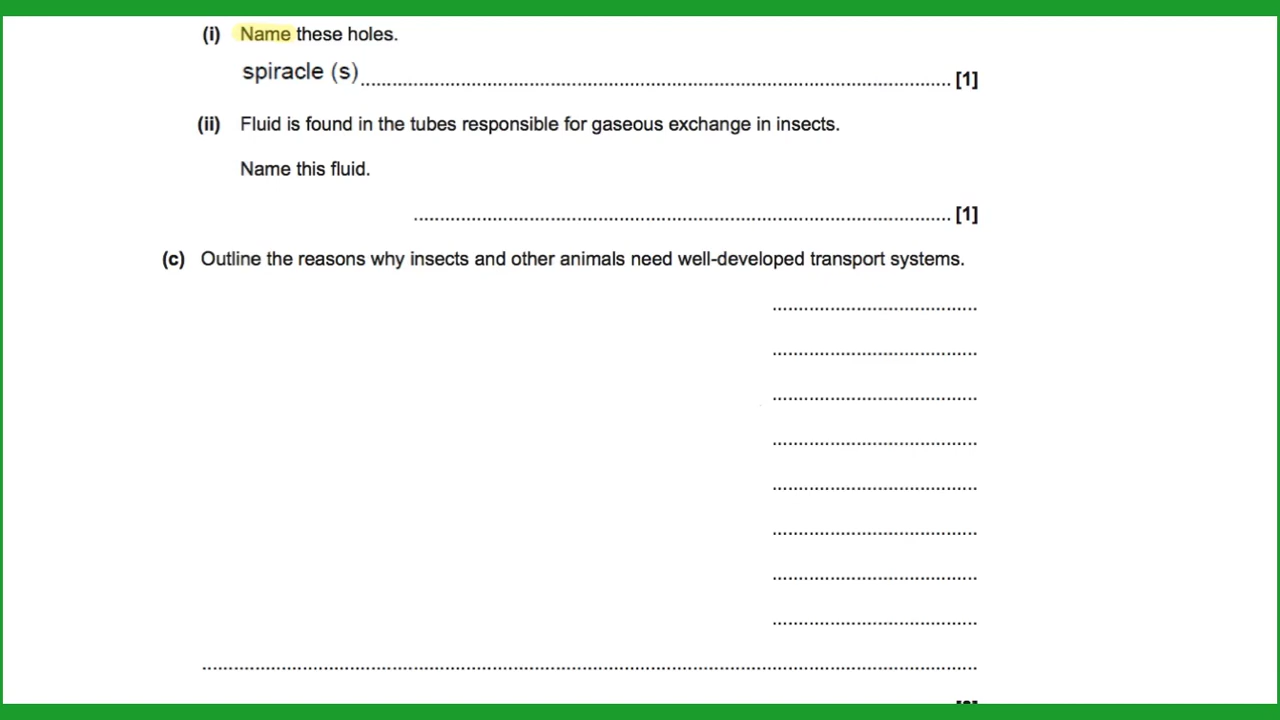 (i) Name these holes.
spiracle (s).......................................................................................................... [1]
(ii) Fluid is found in the tubes responsible for gaseous exchange in insects.
Name this fluid.
................................................................................................ [1]
(c) Outline the reasons why insects and other animals need well-developed transport systems.
.......................................
.......................................
.......................................
.......................................
.......................................
.......................................
.......................................
.......................................
...................................................................................................................................................